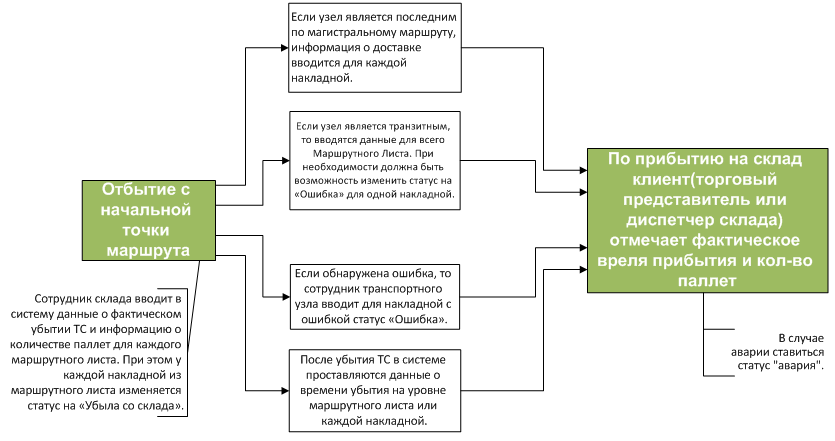 Если узел является последним
по магистральному маршруту,
информация о доставке
вводится для каждой
накладной.
Если узел является транзитным,
то вводятся данные для всего
Маршрутного Листа. При
необходимости должна быть
возможность изменить статус на
«Ошибка» для одной накладной.
Отбытие с
начальной
точки
маршрута
По прибытию на склад
клиент(торговый
представитель или
диспетчер склада)
отмечает фактическое
вреля прибытия и кол-во
паллет
Если обнаружена ошибка, то
сотрудник транспортного
узла вводит для накладной с
ошибкой статус «Ошибка».
Сотрудник склада вводит в
систему данные о фактическом
убытии ТС и информацию о
количестве паллет для каждого
маршрутного листа. При этом у
каждой накладной из
маршрутного листа изменяется
статус на «Убыла со склада».
После убытия ТС в системе
проставляются данные о
времени убытия на уровне
маршрутного листа или
каждой накладной.
В случае
аварии ставиться
статус "авария".